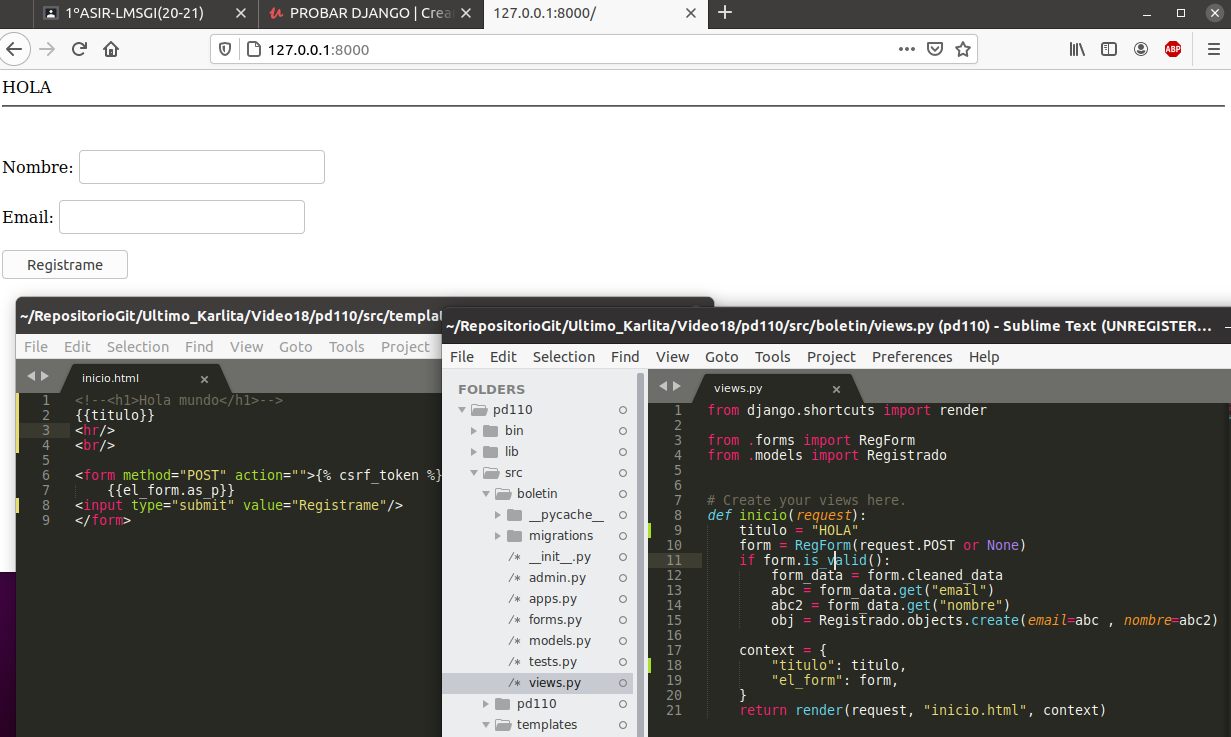 1ºASIR-LMSGI(20-21)
PROBAR DJANGO | Crea
127.0.0.1:8000/
127.0.0.1:8000
ABP
HOLA
Nombre:
Email:
Registrame
~/RepositorioGit/Ultimo_Karlita/Video18/pd110/src/templat
File Edit Selection Find View Goto Tools Project
inicio.html
1 <!--<h1>Hola mundo</h1>-->
2 {{titulo}}
3 <hr/>
4 <br/>
5
6 <form method="POST" action="">{% csrf_token %}
7 {{el_form.as_p}}
8 <input type="submit" value="Registrame"/>
9 </form>
~/RepositorioGit/Ultimo_Karlita/Video18/pd110/src/boletin/views.py (pd110) - Sublime Text (UNREGISTER...
File Edit Selection Find View Goto Tools Project Preferences Help
FOLDERS
pd110
bin
lib
src
boletin
__pycache__
migrations
/* __init__.py
/* admin.py
/* apps.py
/* forms.py
/* models.py
/* tests.py
/* views.py
pd110
templates
views.py
1 from django.shortcuts import render
2
3 from .forms import RegForm
4 from .models import Registrado
5
6
7 # Create your views here.
8 def inicio(request):
9 titulo = "HOLA"
10 form = RegForm(request.POST or None)
11 if form.is_valid():
12 form_data = form.cleaned_data
13 abc = form_data.get("email")
14 abc2 = form_data.get("nombre")
15 obj = Registrado.objects.create(email=abc , nombre=abc2)
16
17 context = {
18 "titulo": titulo,
19 "el_form": form,
20 }
21 return render(request, "inicio.html", context)